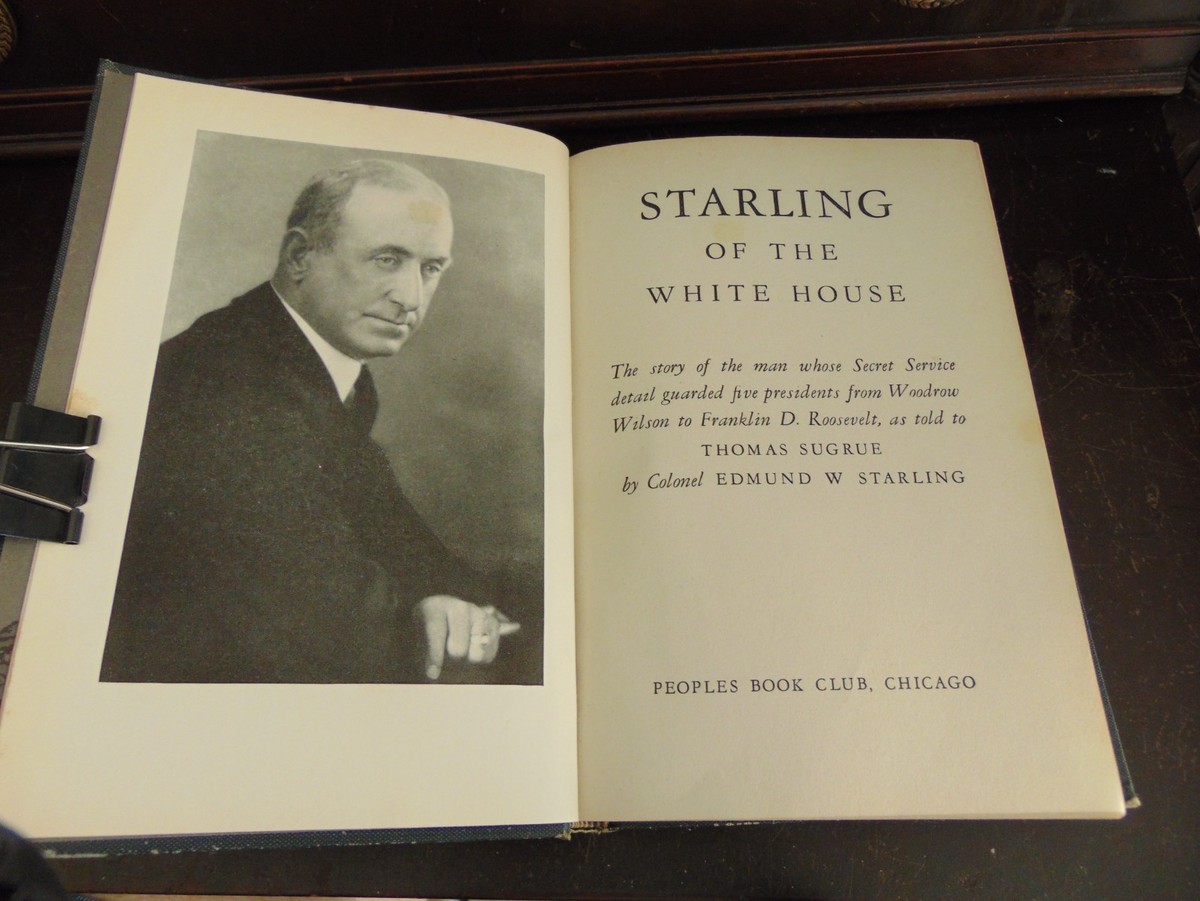 STARLING
OF THE
WHITE HOUSE
The story of the man whose Secret Service
detail guarded five presidents from Woodrow
Wilson to Franklin D. Roosevelt, as told to
THOMAS SUGRUE
by Colonel EDMUND W STARLING
PEOPLES BOOK CLUB, CHICAGO